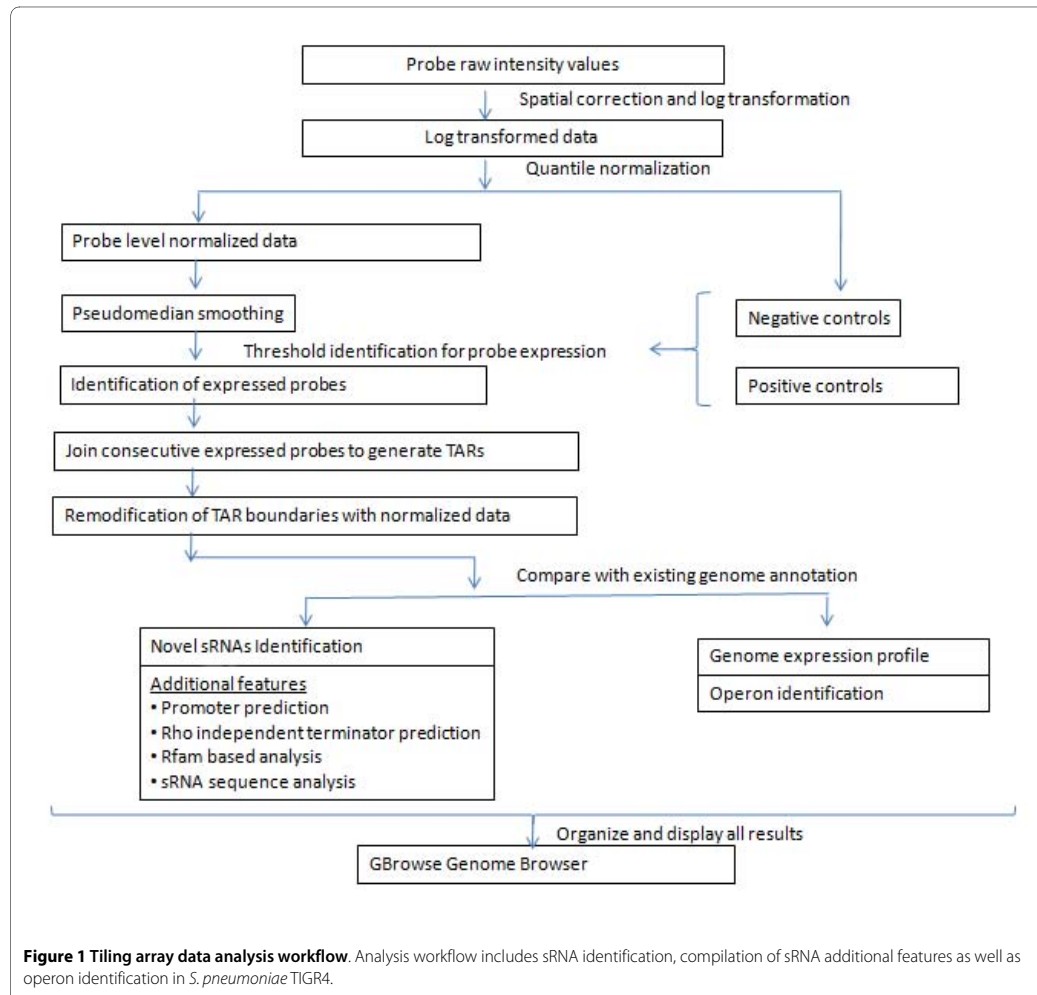 Probe raw intensity values
Spatial correction and log transformation
Log transformed data
Quantile normalization
Probe level normalized data
Pseudomedian smoothing
Negative controls
Threshold identification for probe expression
Identification of expressed probes
Positive controls
Join consecutive expressed probes to generate TARs
Remodification of TAR boundaries with normalized data
Compare with existing genome annotation
Novel sRNAs Identification
Additional features
• Promoter prediction
• Rho independent terminator prediction
• Rfam based analysis
• sRNA sequence analysis
Genome expression profile
Operon identification
Organize and display all results
GBrowse Genome Browser
Figure 1 Tiling array data analysis workflow. Analysis workflow includes sRNA identification, compilation of sRNA additional features as well as
operon identification in S. pneumoniae TIGR4.